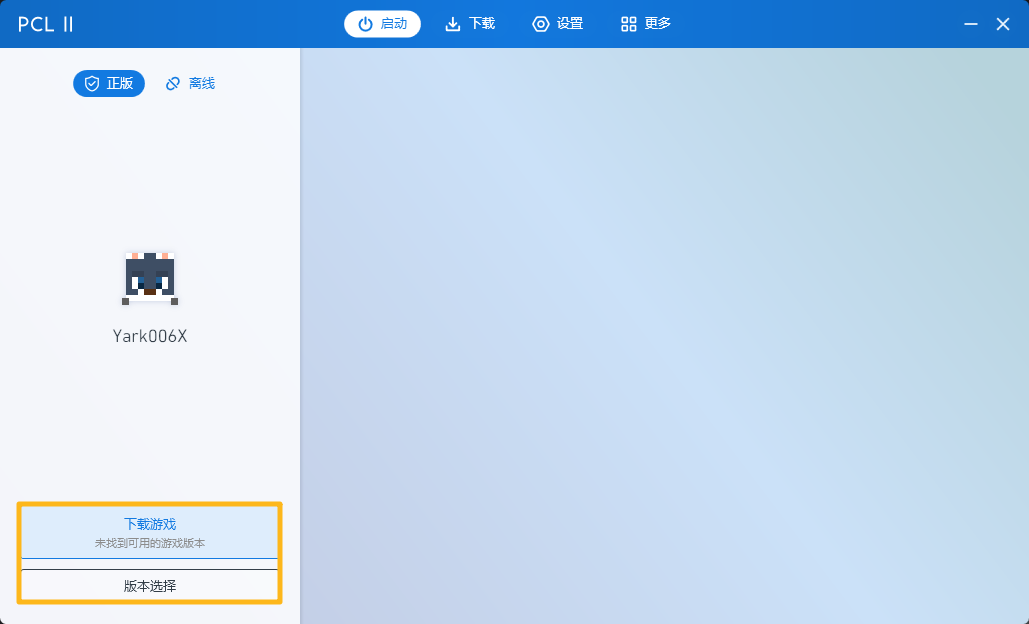 PCL II
启动
下载
设置
更多
正版
离线
Yark006X
下载游戏
未找到可用的游戏版本
版本选择